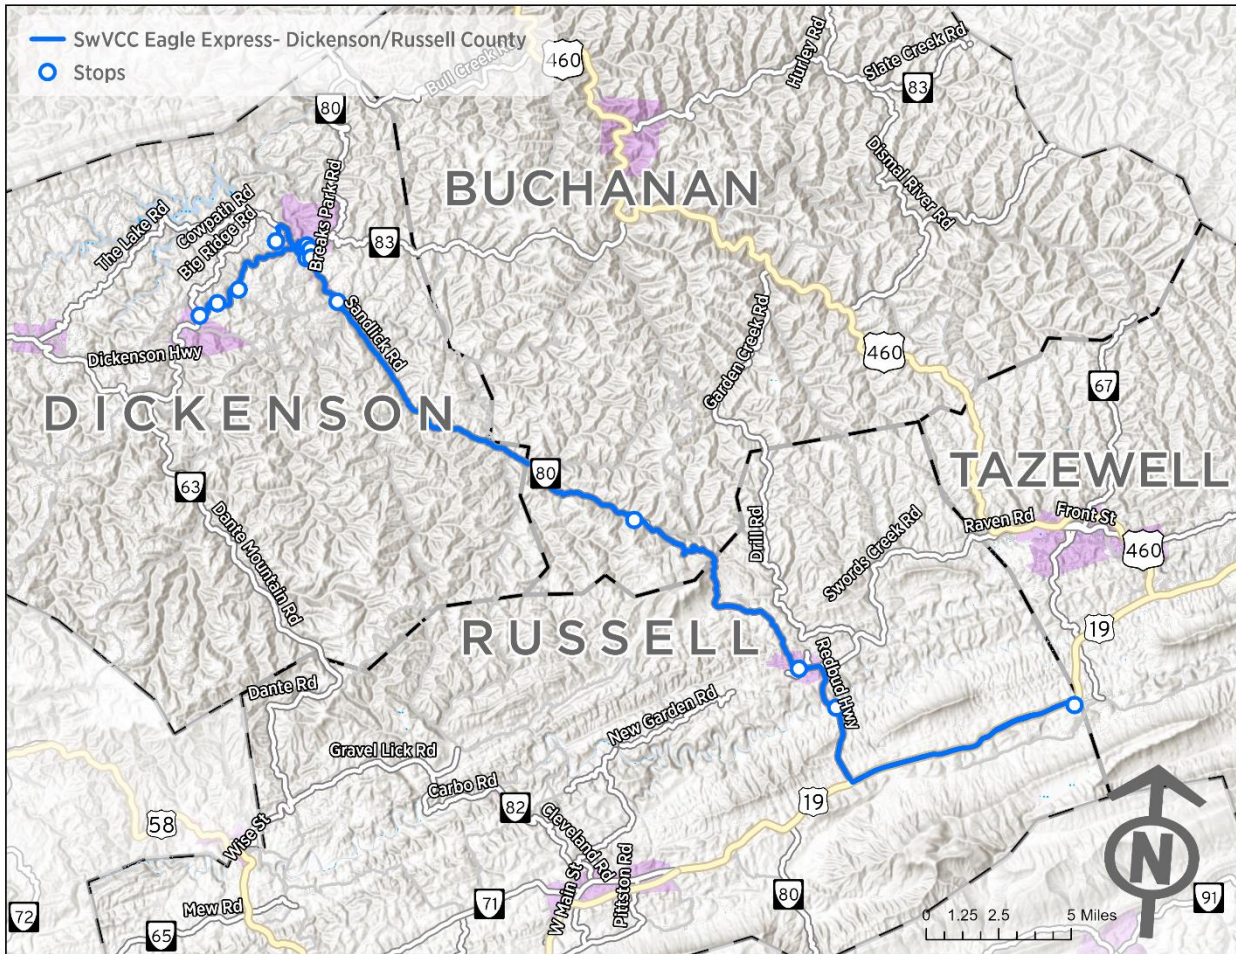 SwVCC Eagle Express- Dickenson/Russell County
Stops
460
Bull Creek Rd
Hurley Rd
Slate Creek Rd
83
80
BUCHANAN
Dismal River Rd
The Lake Rd
Cowpath Rd
Big Ridge Rd
Breaks Park Rd
83
Sandlick Rd
Garden Creek Rd
460
Dickenson Hwy
67
DICKENSON
80
TAZEWELL
63
Dante Mountain Rd
Drill Rd
Swords Creek Rd
Raven Rd
Front St
460
RUSSELL
19
Redbud Hwy
Dante Rd
New Garden Rd
Gravel Lick Rd
Carbo Rd
82
Cleveland Rd
19
58
Wise St
W Main St
Pittston Rd
80
N
72
Mew Rd
65
71
91
0 1.25 2.5 5 Miles